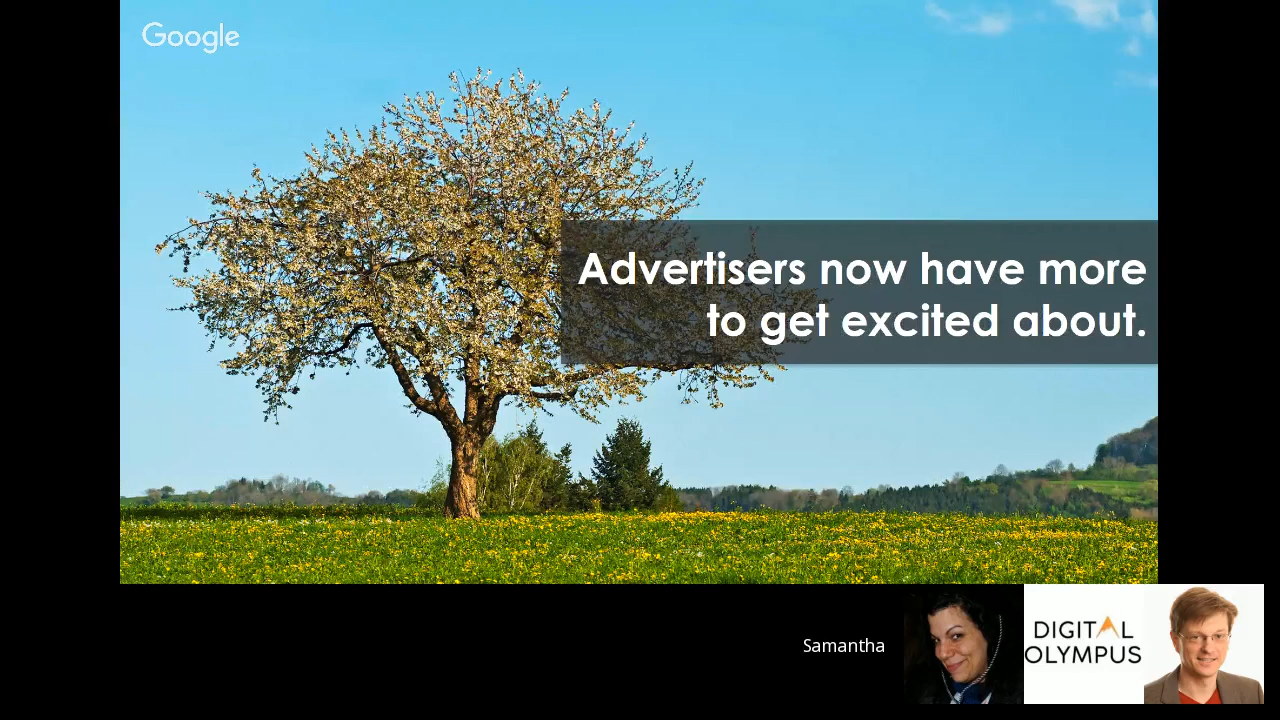 Google
Advertisers now have more
to get excited about.
Samantha
DIGITAL
OLYMPUS